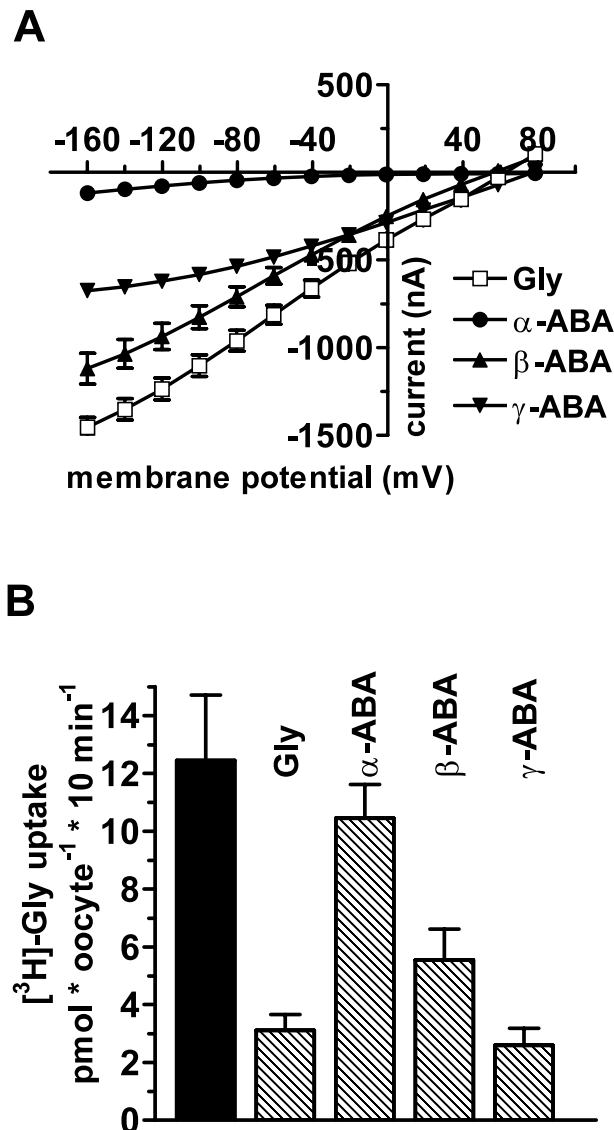 A
500
-160 -120 -80 -40 40 80
-500
-1000
-1500
current (nA)
Gly
α-ABA
β-ABA
γ-ABA
membrane potential (mV)
B
[³H]-Gly uptake
pmol * oocyte⁻¹ * 10 min⁻¹
14
12
10
8
6
4
2
0
Gly
α-ABA
β-ABA
γ-ABA